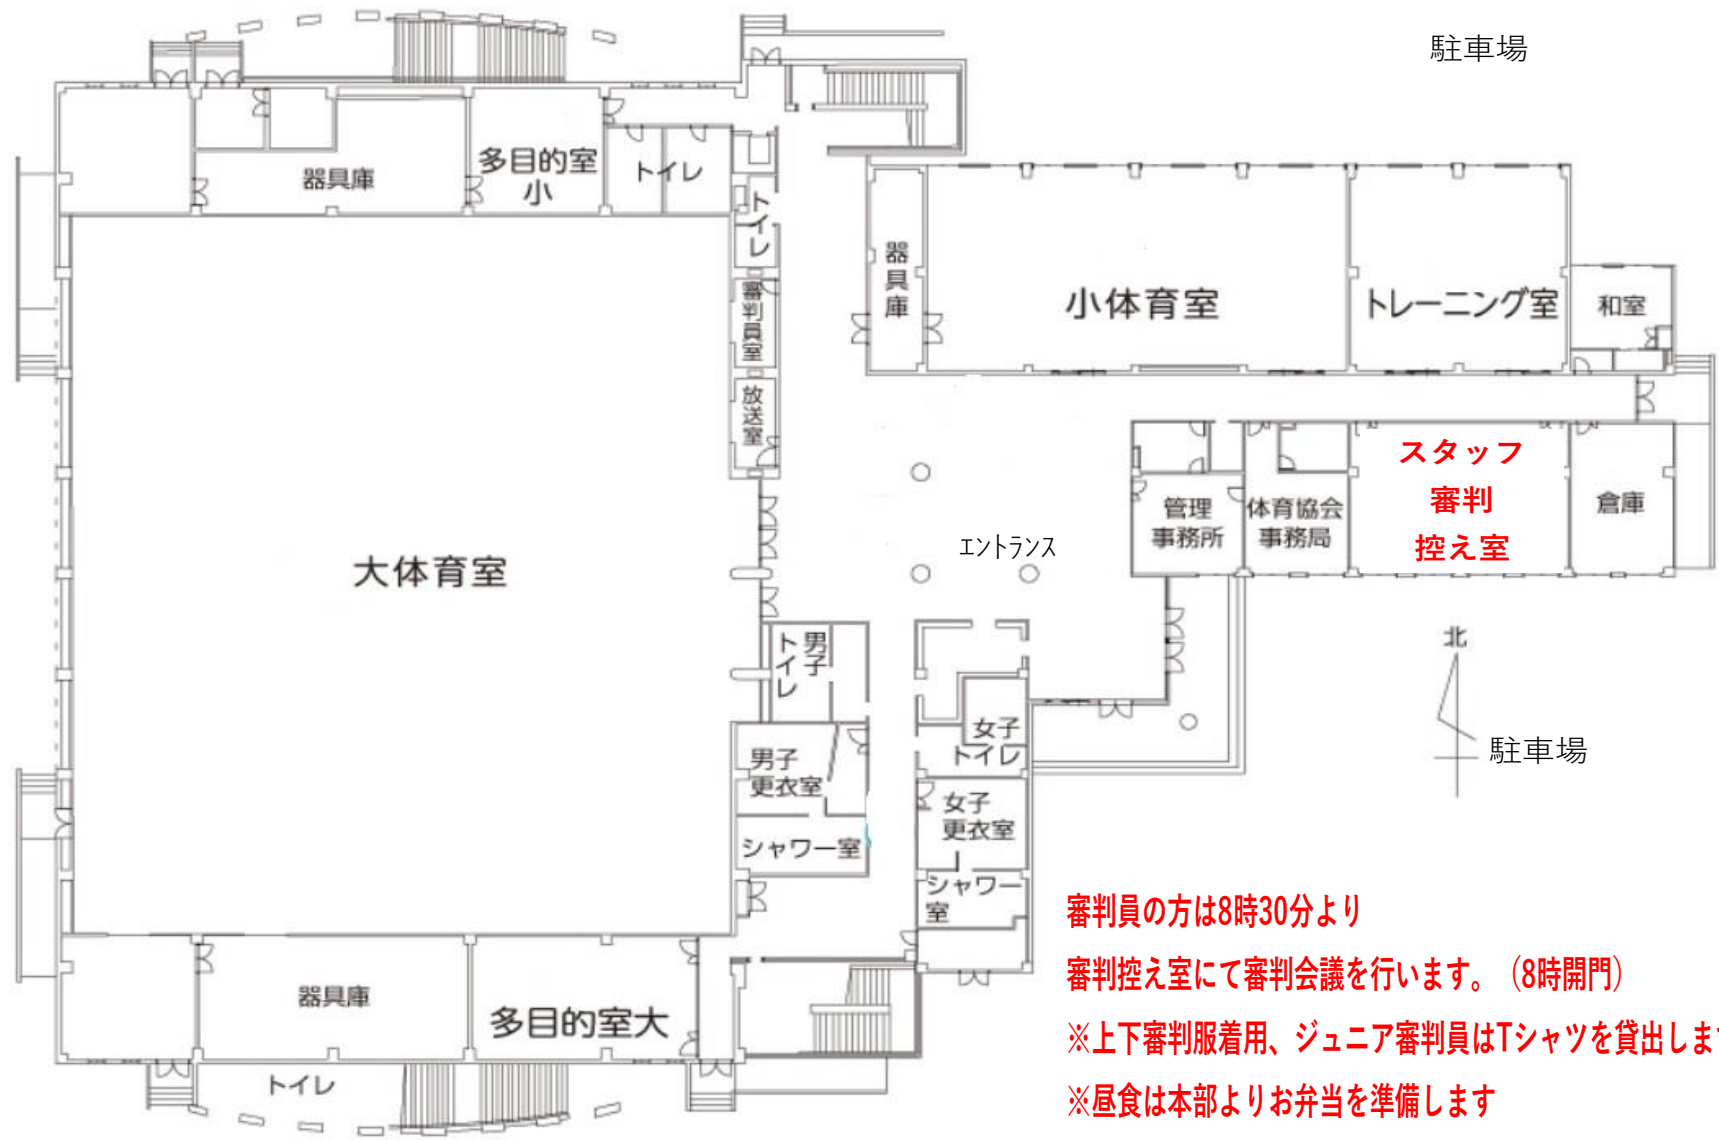 駐車場
器具庫
多目的室
小
トイレ
トイレ
審判員室
放送室
器具庫
小体育室
トレーニング室
和室
スタッフ
審判
控え室
管理
事務所
体育協会
事務局
倉庫
エントランス
大体育室
男子
トイレ
男子
更衣室
シャワー室
女子
トイレ
女子
更衣室
シャワー
室
北
駐車場
器具庫
多目的室大
トイレ
審判員の方は8時30分より
審判控え室にて審判会議を行います。（8時開門）
※上下審判服着用、ジュニア審判員はTシャツを貸出しま
※昼食は本部よりお弁当を準備します